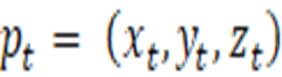 pₜ = (xₜ, yₜ, zₜ)